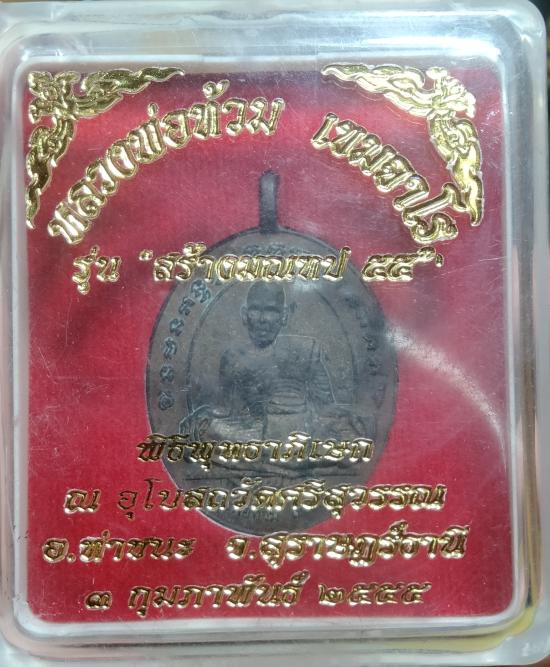 หลวงพ่อท้วม เขมจาโร
รุ่น "สร้างมณฑป ๕๕"
พิธีพุทธาภิเษก
ณ อุโบสถวัดศรีสุวรรณ
อ.ท่าชนะ จ.สุราษฎร์ธานี
๓ กุมภาพันธ์ ๒๕๕๕